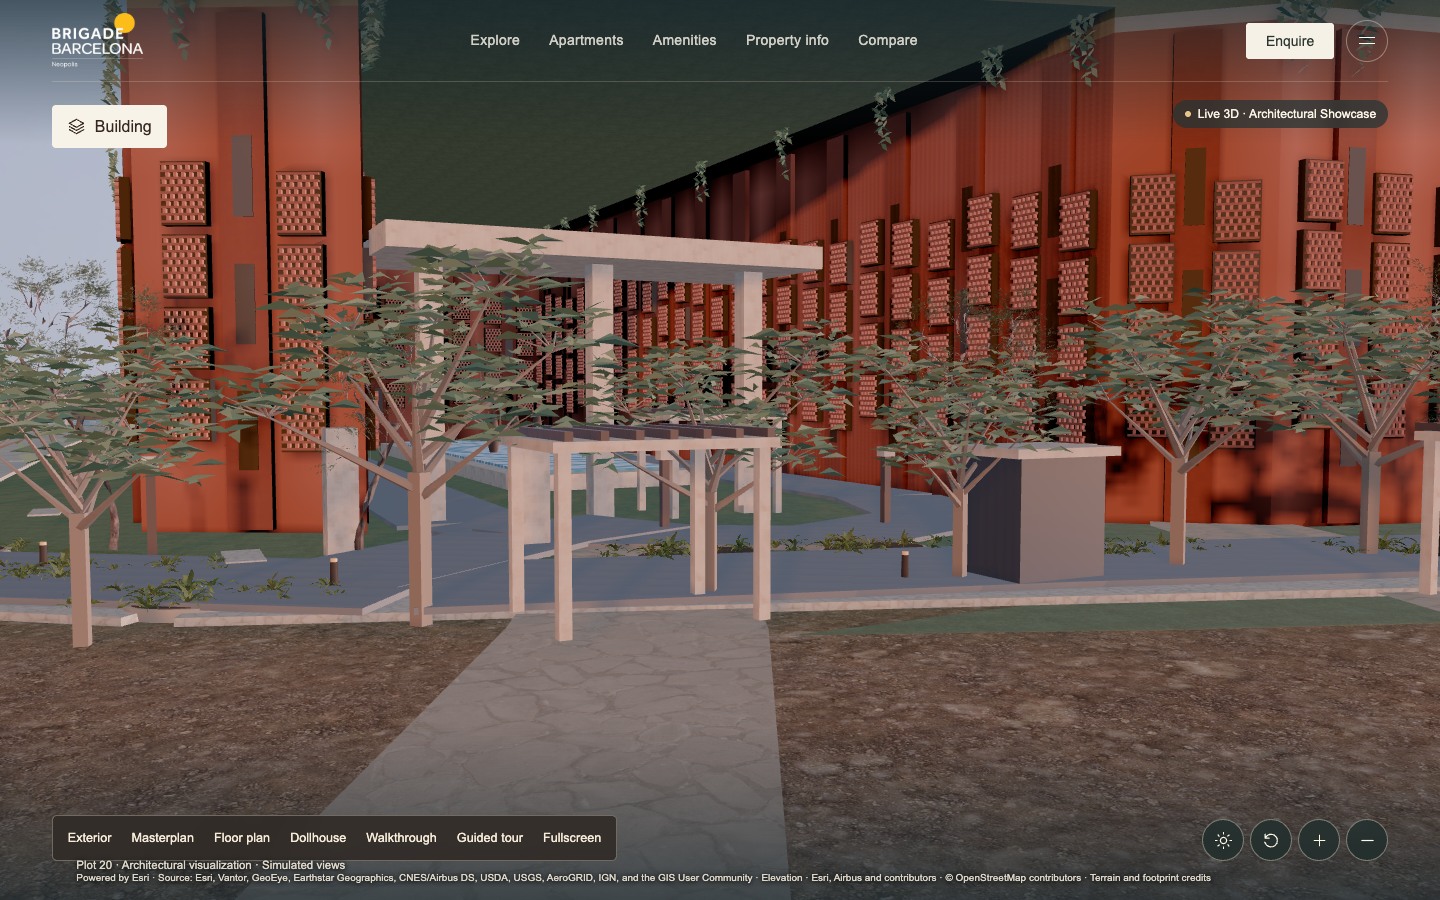 BRIGADE
BARCELONA
Neopolis
Explore
Apartments
Amenities
Property info
Compare
Enquire
Building
Live 3D · Architectural Showcase
Exterior
Masterplan
Floor plan
Dollhouse
Walkthrough
Guided tour
Fullscreen
Plot 20 · Architectural visualization · Simulated views
Powered by Esri · Source: Esri, Vantor, GeoEye, Earthstar Geographics, CNES/Airbus DS, USDA, USGS, AeroGRID, IGN, and the GIS User Community · Elevation · Esri, Airbus and contributors · © OpenStreetMap contributors · Terrain and footprint credits